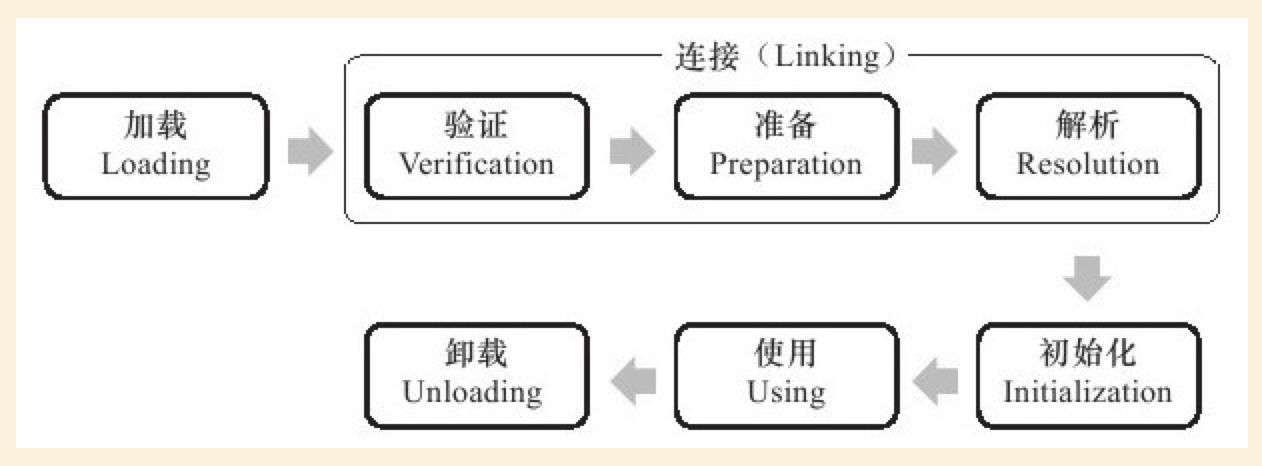 连接（Linking）
加载
Loading
验证
Verification
准备
Preparation
解析
Resolution
初始化
Initialization
使用
Using
卸载
Unloading